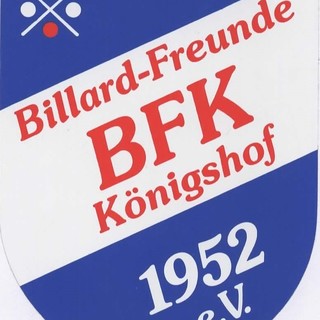 Billard-Freunde
BFK
Königshof
1952
e.V.